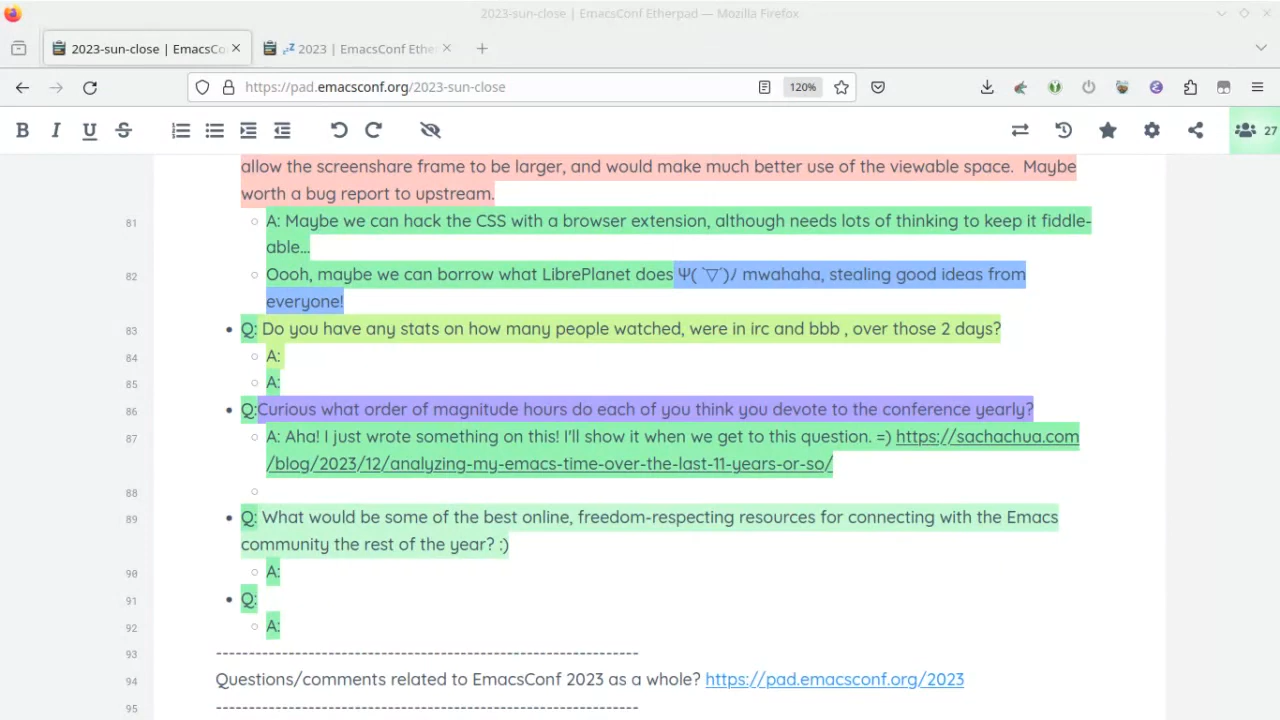 2023-sun-close | EmacsConf Etherpad — Mozilla Firefox
2023-sun-close | EmacsCo
💤 2023 | EmacsConf Ether
https://pad.emacsconf.org/2023-sun-close
120%
B I U S
27
allow the screenshare frame to be larger, and would make much better use of the viewable space. Maybe
worth a bug report to upstream.
81 A: Maybe we can hack the CSS with a browser extension, although needs lots of thinking to keep it fiddle-
able...
82 Oooh, maybe we can borrow what LibrePlanet does Ψ( `▽´)ﾉ mwahaha, stealing good ideas from
everyone!
83 Q: Do you have any stats on how many people watched, were in irc and bbb , over those 2 days?
84 A:
85 A:
86 Q:Curious what order of magnitude hours do each of you think you devote to the conference yearly?
87 A: Aha! I just wrote something on this! I'll show it when we get to this question. =) https://sachachua.com
/blog/2023/12/analyzing-my-emacs-time-over-the-last-11-years-or-so/
88
89 Q: What would be some of the best online, freedom-respecting resources for connecting with the Emacs
community the rest of the year? :)
90 A:
91 Q:
92 A:
93 ----------------------------------------------------------------
94 Questions/comments related to EmacsConf 2023 as a whole? https://pad.emacsconf.org/2023
95 ----------------------------------------------------------------